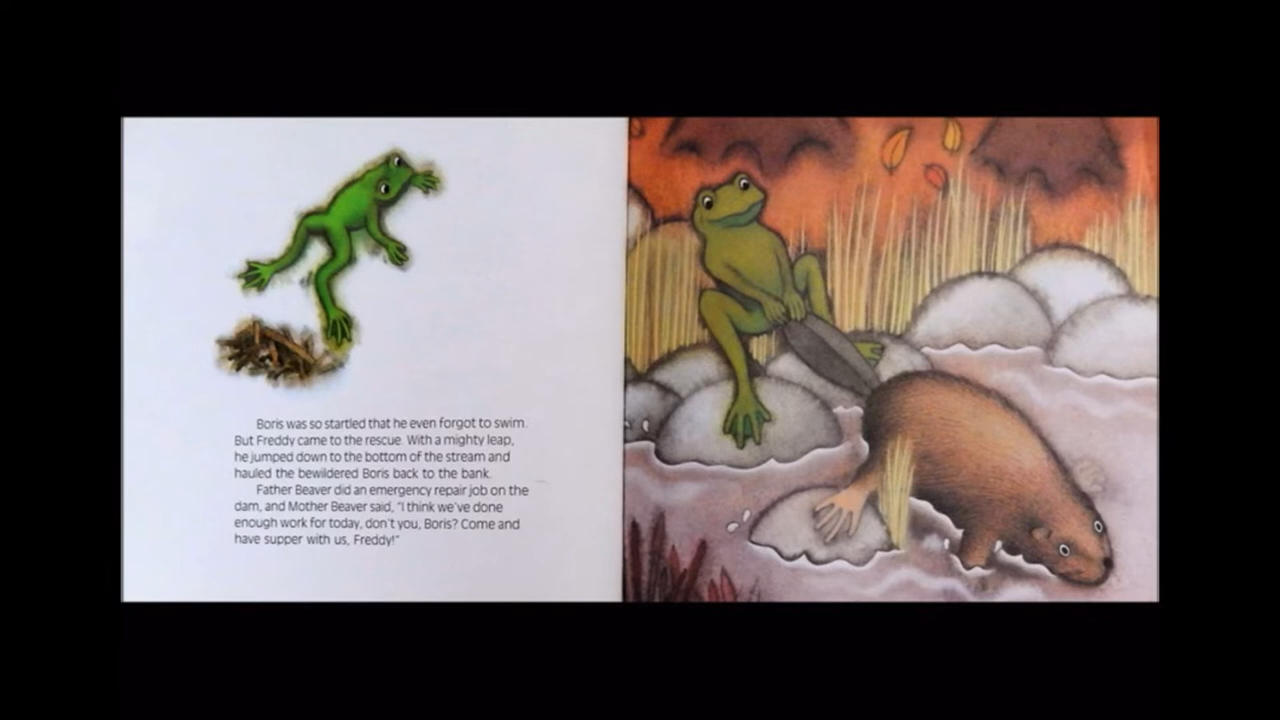 Boris was so startled that he even forgot to swim.
But Freddy came to the rescue. With a mighty leap,
he jumped down to the bottom of the stream and
hauled the bewildered Boris back to the bank.
Father Beaver did an emergency repair job on the
dam, and Mother Beaver said, "I think we've done
enough work for today, don't you, Boris? Come and
have supper with us, Freddy!"